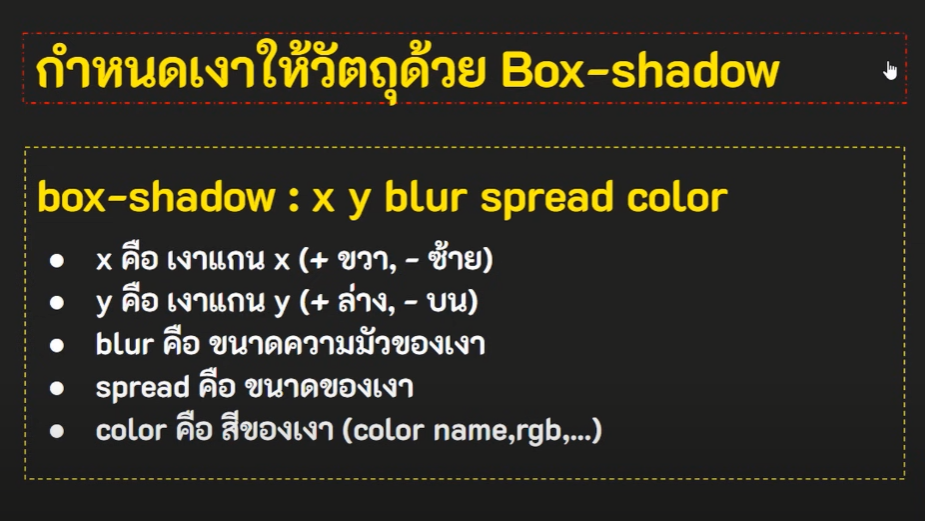 กำหนดเงาให้วัตถุด้วย Box-shadow
box-shadow : x y blur spread color
● x คือ เงาแกน x (+ ขวา, - ซ้าย)
● y คือ เงาแกน y (+ ล่าง, - บน)
● blur คือ ขนาดความมัวของเงา
● spread คือ ขนาดของเงา
● color คือ สีของเงา (color name,rgb,...)